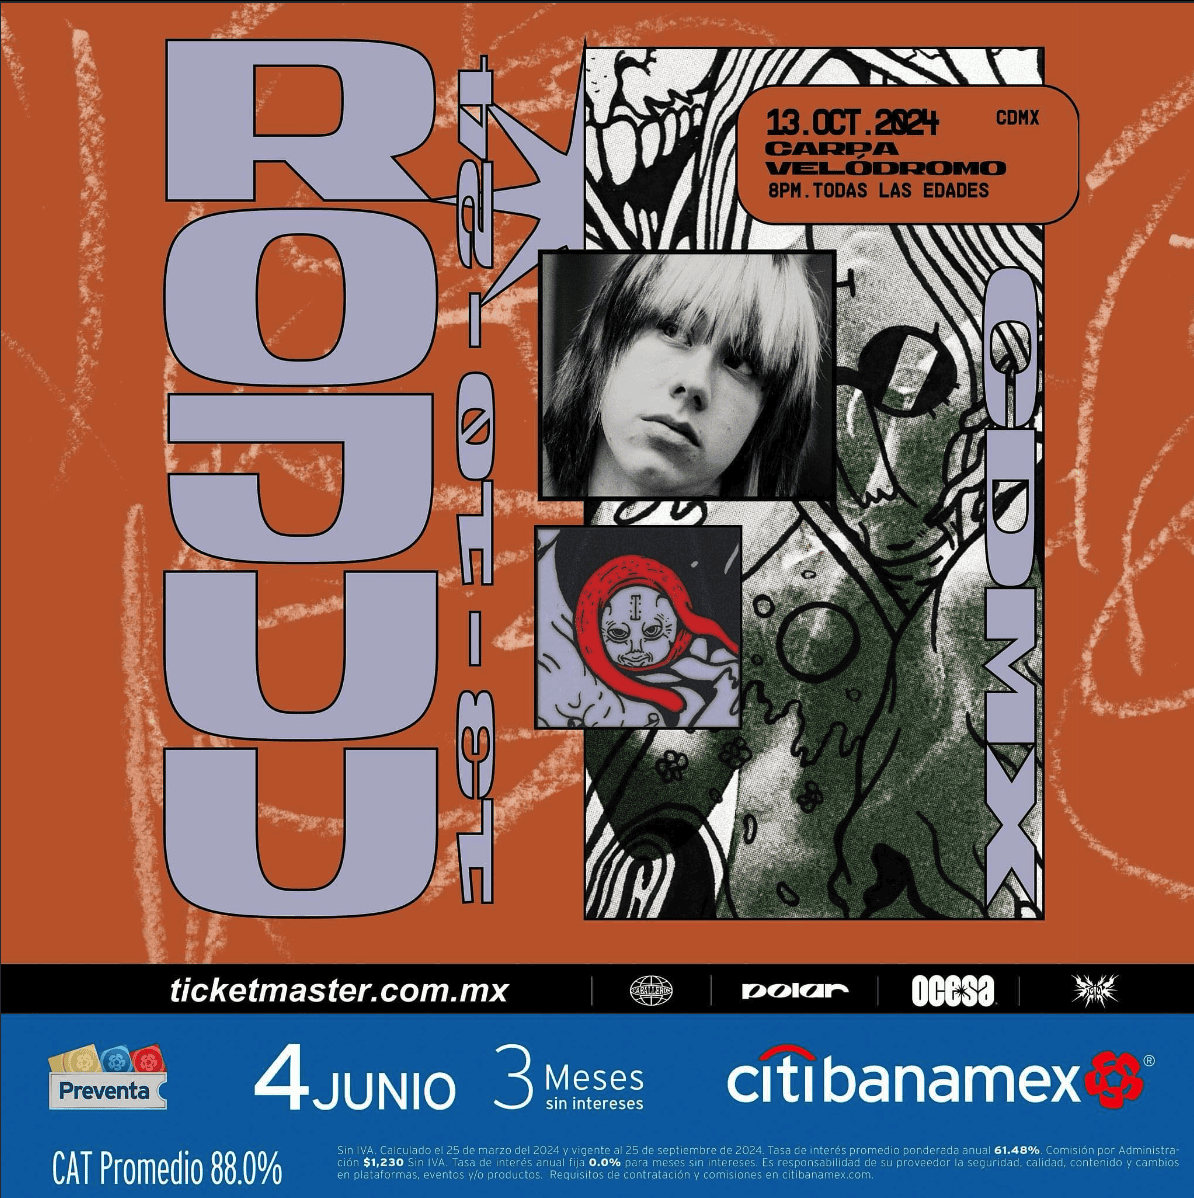 ROJUU
13-10-24
13.OCT.2024
CDMX
CARPA
VELÓDROMO
8PM.TODAS LAS EDADES
CDMX
ticketmaster.com.mx
polar
OCESA
Preventa
4 JUNIO
3 Meses
sin intereses
citibanamex®
CAT Promedio 88.0%
Sin IVA. Calculado el 25 de marzo del 2024 y vigente al 25 de septiembre de 2024. Tasa de interés promedio ponderada anual 61.48%. Comisión por Administra-
ción $1,230 Sin IVA. Tasa de interés anual fija 0.0% para meses sin intereses. Es responsabilidad de su proveedor la seguridad, calidad, contenido y cambios
en plataformas, eventos y/o productos. Requisitos de contratación y comisiones en citibanamex.com.